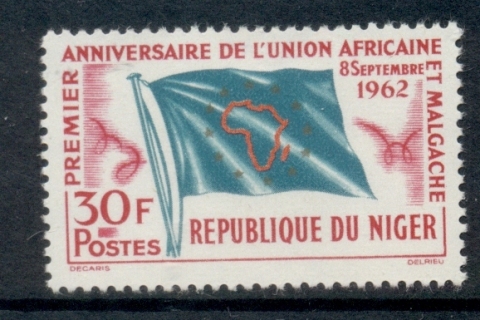 PREMIER
ANNIVERSAIRE DE L'UNION AFRICAINE
ET MALGACHE
8 SEPTEMBRE
1962
30F
POSTES
REPUBLIQUE DU NIGER
DECARIS
DELRIEU